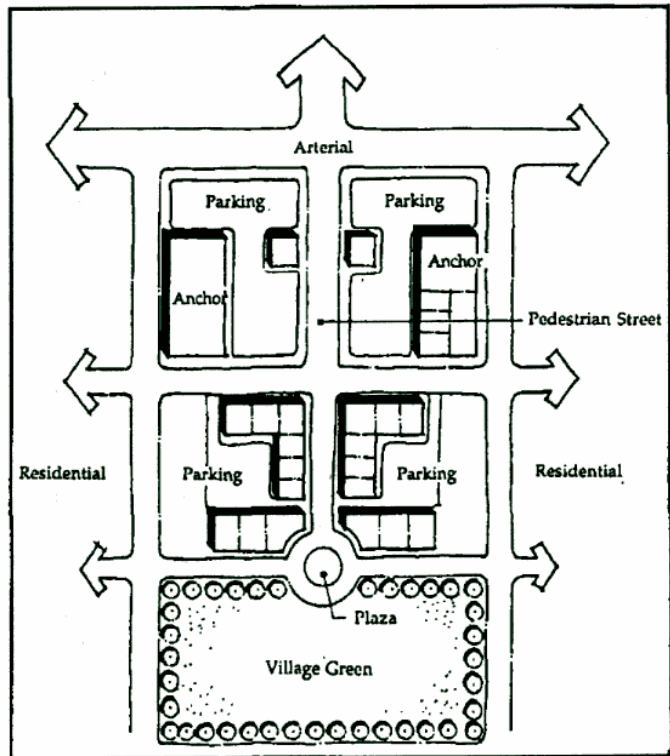 Arterial
Parking
Parking
Anchor
Anchor
Pedestrian Street
Residential
Parking
Parking
Residential
Plaza
Village Green